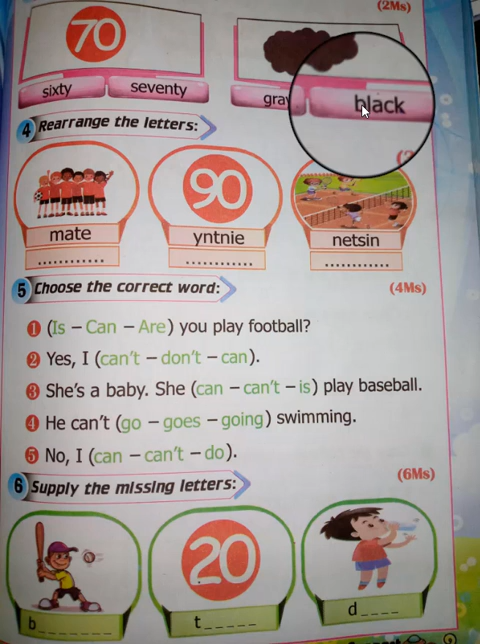 (2Ms)
70
sixty
seventy
gray
black
4 Rearrange the letters:
90
mate
yntnie
netsin
............
............
............
5 Choose the correct word:
(4Ms)
1 (Is – Can – Are) you play football?
2 Yes, I (can't – don't – can).
3 She's a baby. She (can – can't – is) play baseball.
4 He can't (go – goes – going) swimming.
5 No, I (can – can't – do).
6 Supply the missing letters:
(6Ms)
20
b_______
t_____
d____